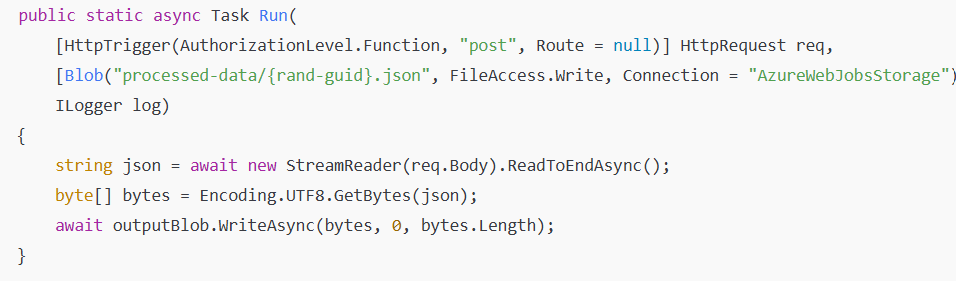 public static async Task Run(
[HttpTrigger(AuthorizationLevel.Function, "post", Route = null)] HttpRequest req,
[Blob("processed-data/{rand-guid}.json", FileAccess.Write, Connection = "AzureWebJobsStorage")
ILogger log)
{
string json = await new StreamReader(req.Body).ReadToEndAsync();
byte[] bytes = Encoding.UTF8.GetBytes(json);
await outputBlob.WriteAsync(bytes, 0, bytes.Length);
}